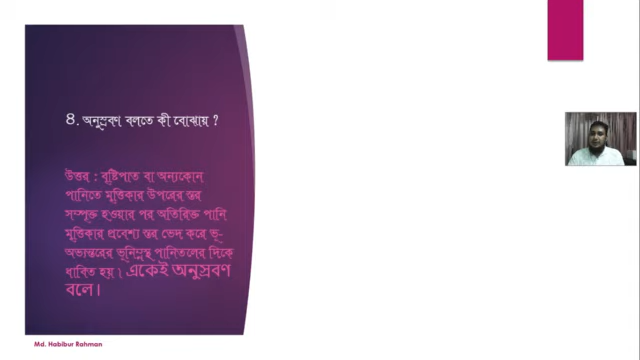 ৪. অনুস্রবণ বলতে কী বোঝায় ?
উত্তর : বৃষ্টিপাত বা অন্যকোন
পানিতে মৃত্তিকার উপরের স্তর
সম্পৃক্ত হওয়ার পর অতিরিক্ত পানি
মৃত্তিকার প্রবেশ্য স্তর ভেদ করে ভূ-
অভ্যন্তরের ভূনিম্নস্থ পানিতলের দিকে
ধাবিত হয়। একেই অনুস্রবণ
বলে।
Md. Habibur Rahman